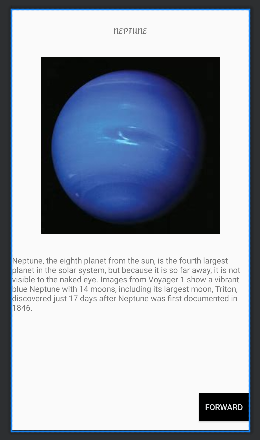 NEPTUNE
Neptune, the eighth planet from the sun, is the fourth largest
planet in the solar system, but because it is so far away, it is not
visible to the naked eye. Images from Voyager 1 show a vibrant
blue Neptune with 14 moons, including its largest moon, Triton,
discovered just 17 days after Neptune was first documented in
1846.
FORWARD